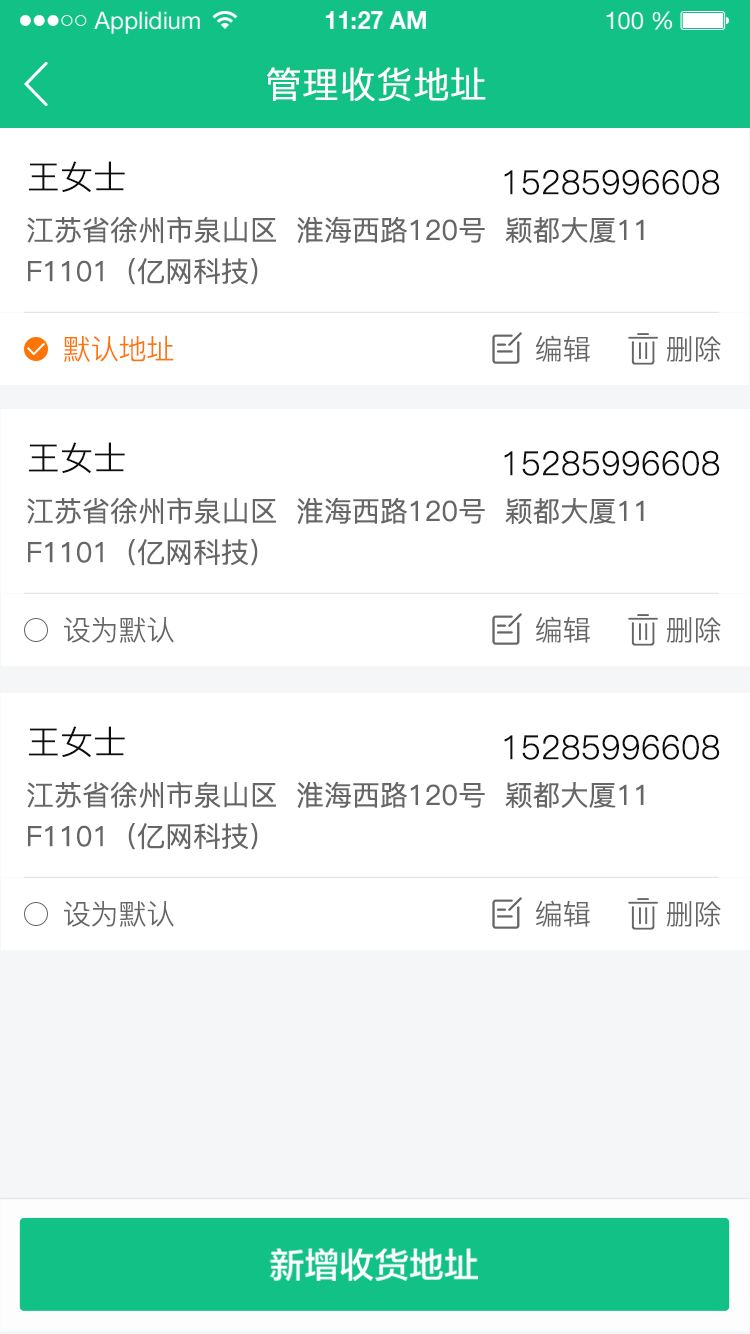 Applidium 11:27 AM 100 %
管理收货地址
王女士 15285996608
江苏省徐州市泉山区 淮海西路120号 颖都大厦11
F1101（亿网科技）
默认地址 编辑 删除
王女士 15285996608
江苏省徐州市泉山区 淮海西路120号 颖都大厦11
F1101（亿网科技）
设为默认 编辑 删除
王女士 15285996608
江苏省徐州市泉山区 淮海西路120号 颖都大厦11
F1101（亿网科技）
设为默认 编辑 删除
新增收货地址